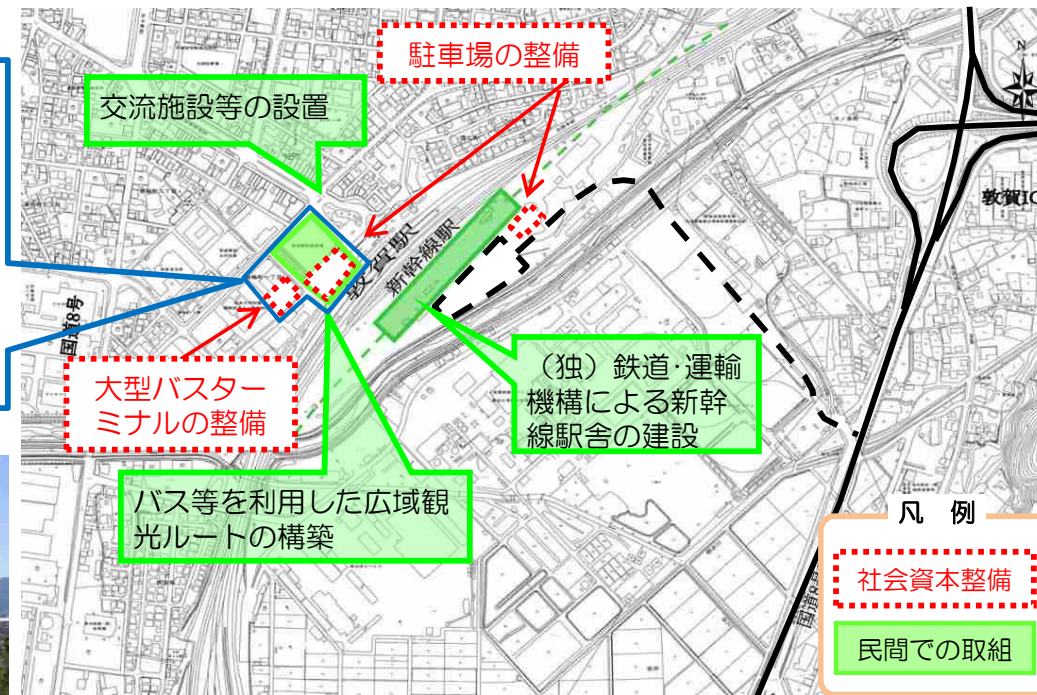 駐車場の整備
交流施設等の設置
N
敦賀IC
敦賀駅
新幹線駅
国道8号
大型バスター
ミナルの整備
（独）鉄道・運輸
機構による新幹
線駅舎の建設
バス等を利用した広域観
光ルートの構築
国道8号
凡 例
社会資本整備
民間での取組